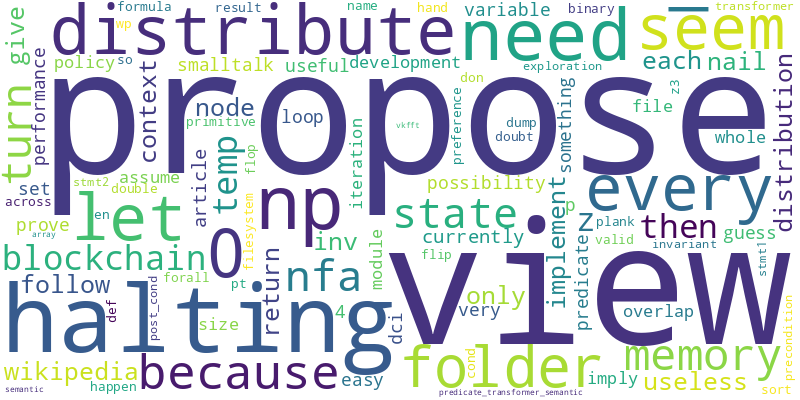 formula result name hand binary transformer
wp so variable
give distribute need seem
policy smalltalk useful development each nail
exploration
turn performance context node loop propose dump doubt preference something file z3 whole
primitive vkfft
don
set assume article temp iteration possibility every distribution
stmt2 double flop
across prove en let np state p then guess
array
blockchain O inv currently implement z plank valid
filesystem module predicate invariant stmt1
follow def post_cond return nfa flip view only very overlap
forall pt
size 4 dci
halting folder memory
wikipedia because easy cond imply useless precondition
semantic happen predicate_transformer_semantic sort